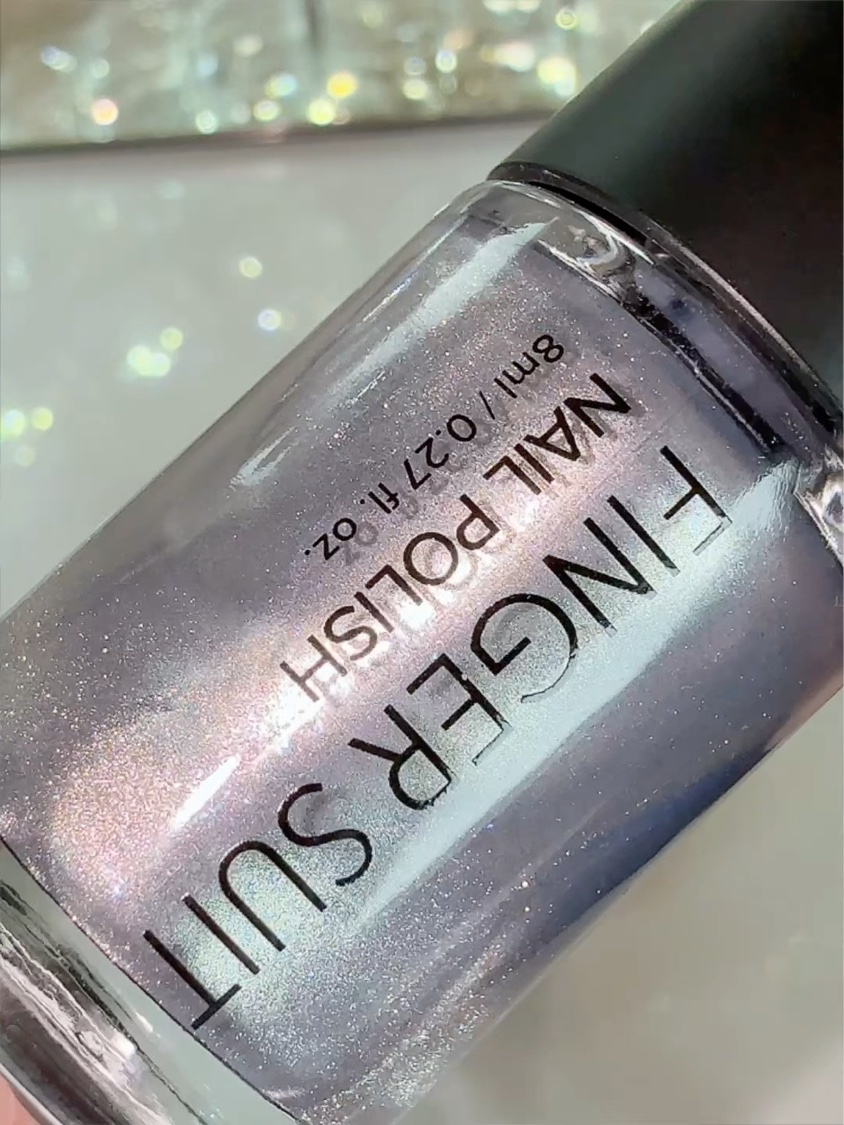 FINGER SUIT
NAIL POLISH
8ml / 0.27 fl. oz.